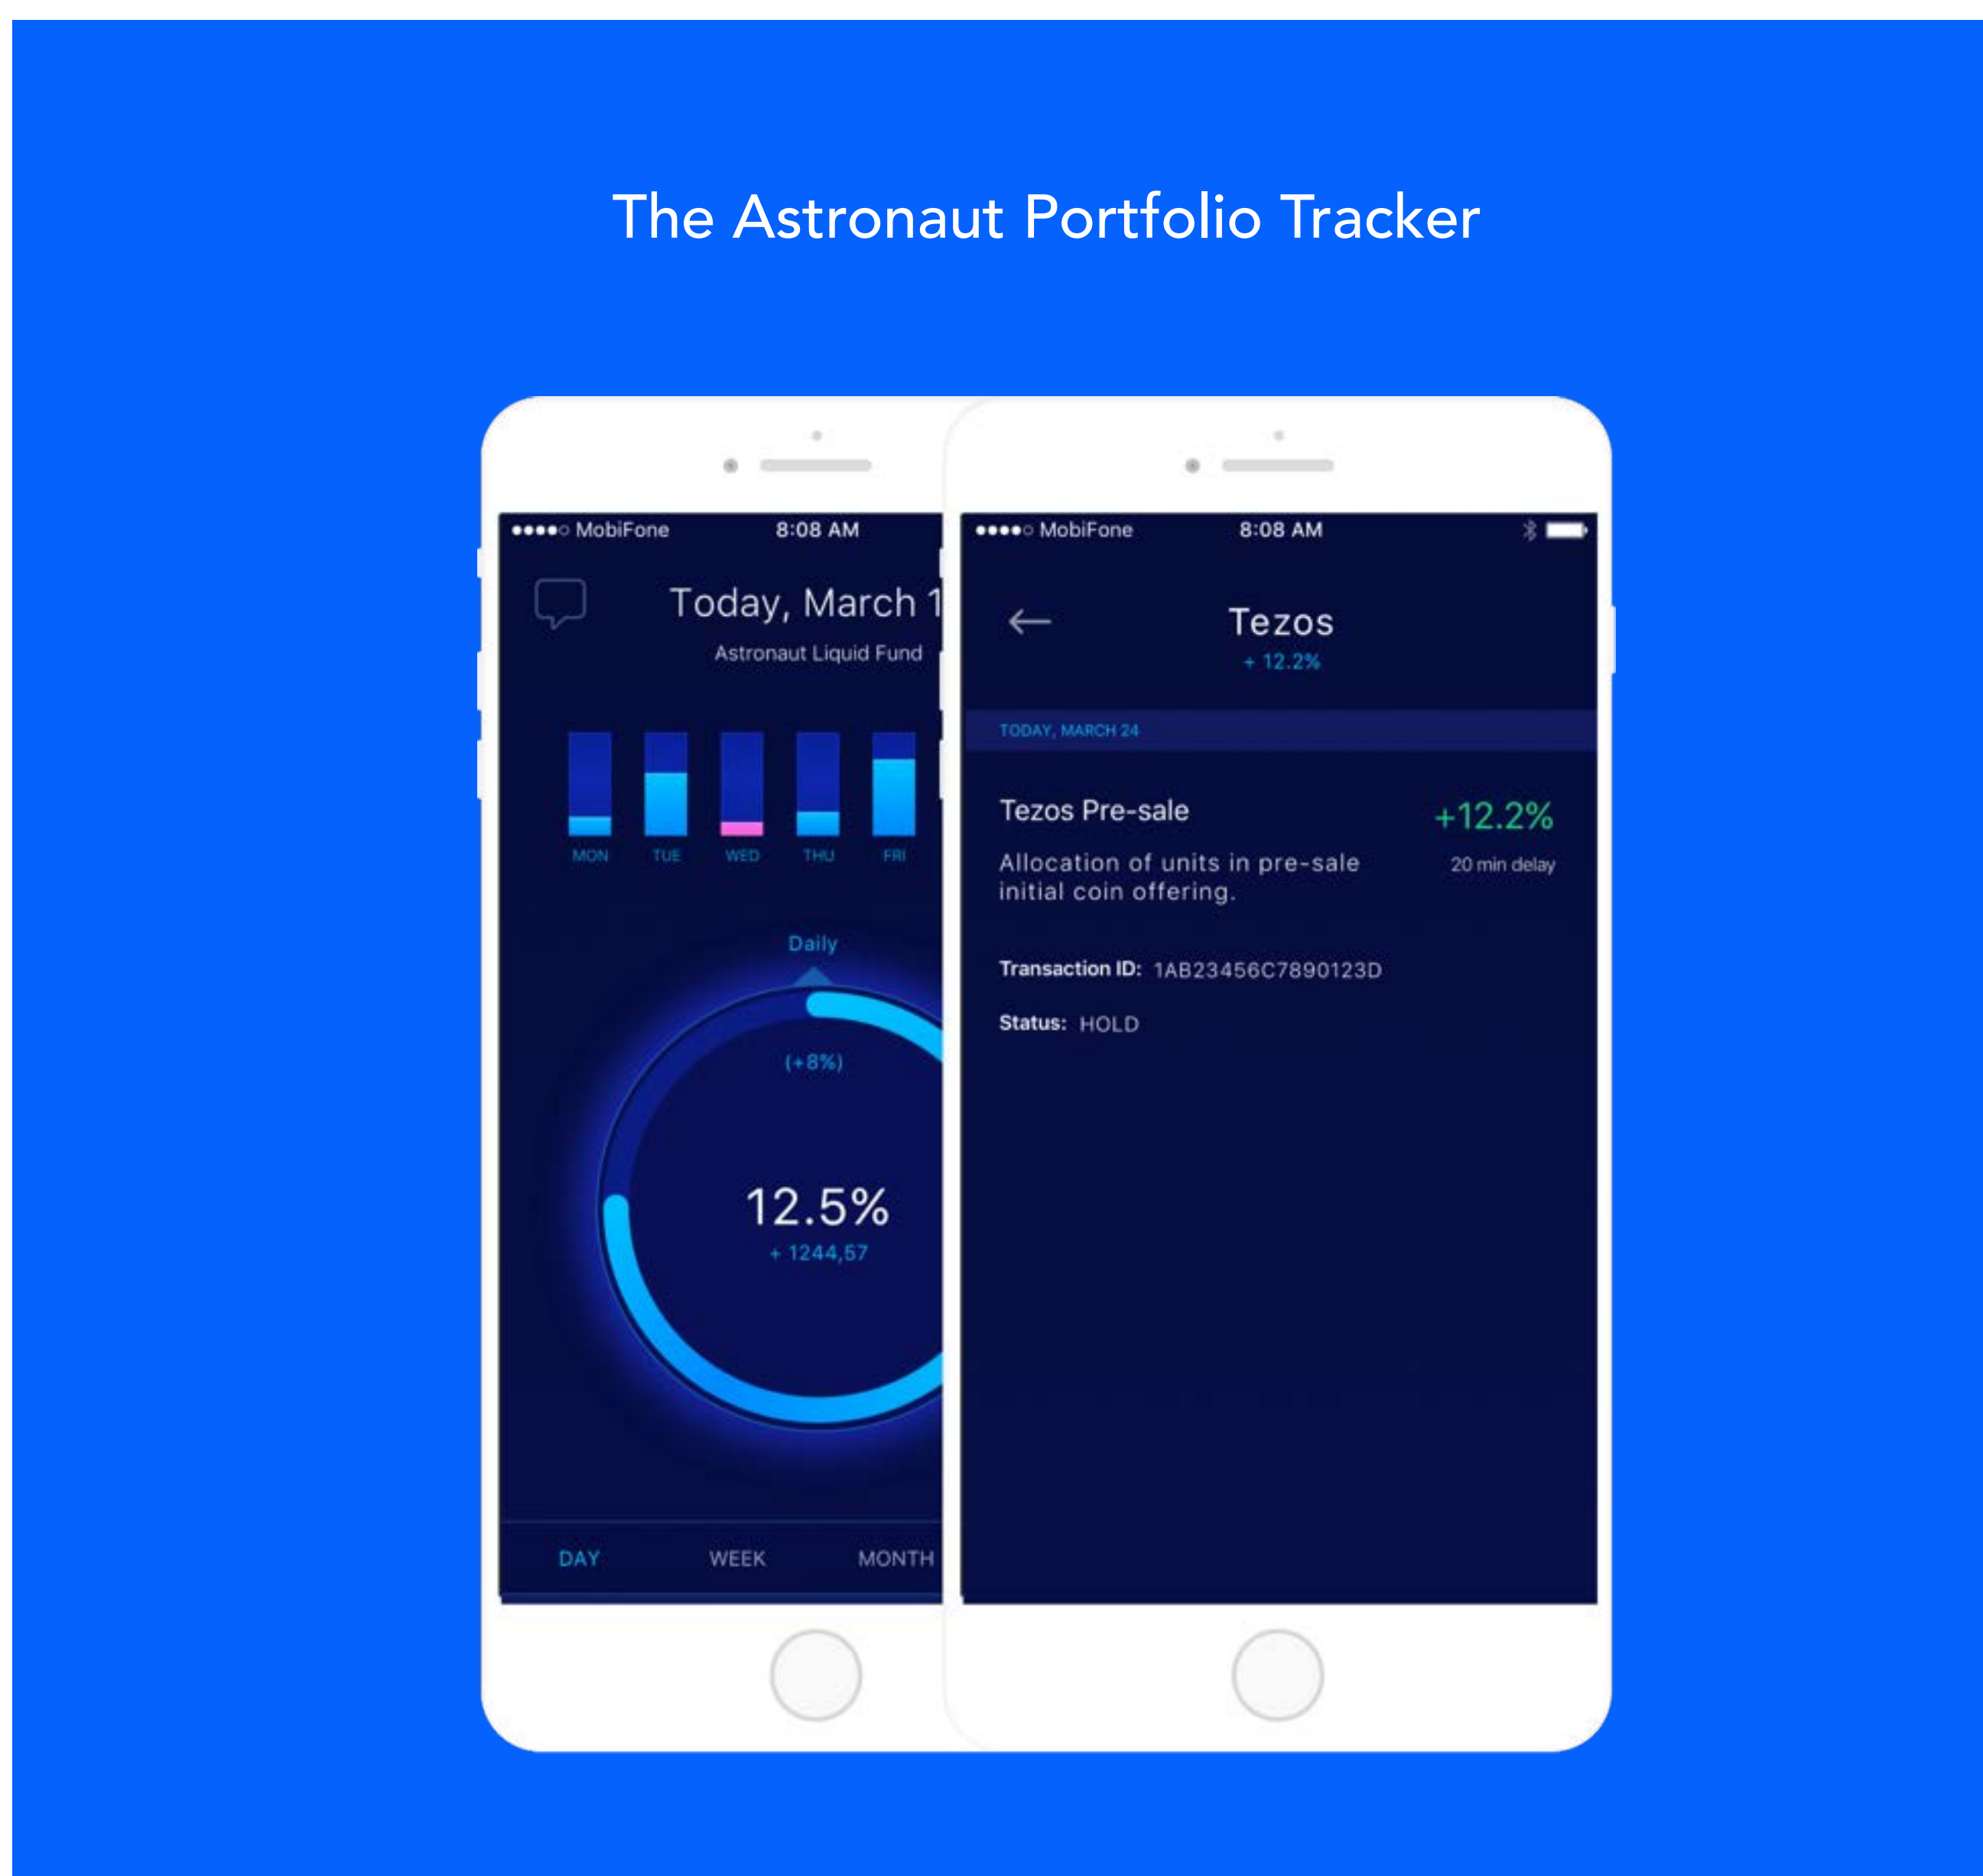 The Astronaut Portfolio Tracker
MobiFone 8:08 AM
Today, March 1
Astronaut Liquid Fund
MON TUE WED THU FRI
Daily
(+8%)
12.5%
+ 1244,57
DAY WEEK MONTH
MobiFone 8:08 AM
Tezos
+ 12.2%
TODAY, MARCH 24
Tezos Pre-sale +12.2%
Allocation of units in pre-sale 20 min delay
initial coin offering.
Transaction ID: 1AB23456C7890123D
Status: HOLD